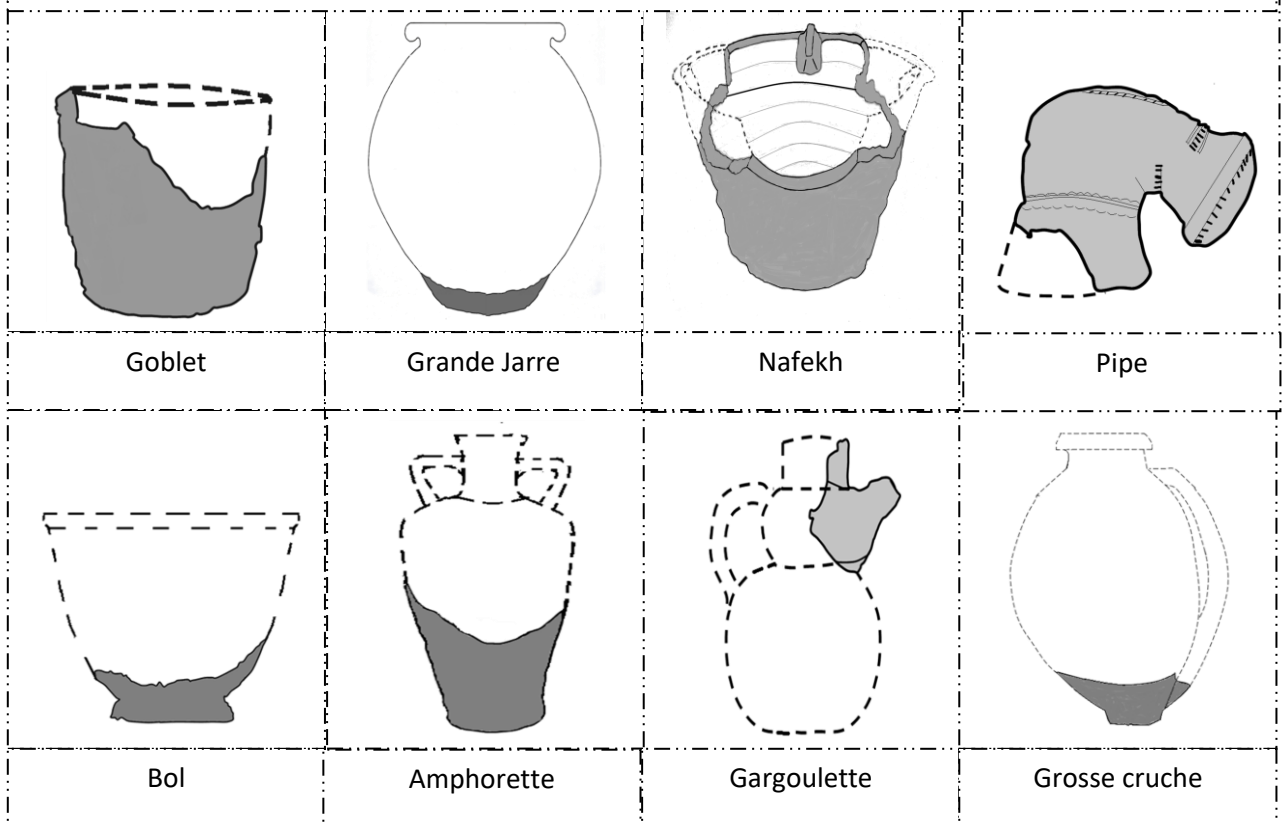 Goblet
Grande Jarre
Nafekh
Pipe
Bol
Amphorette
Gargoulette
Grosse cruche